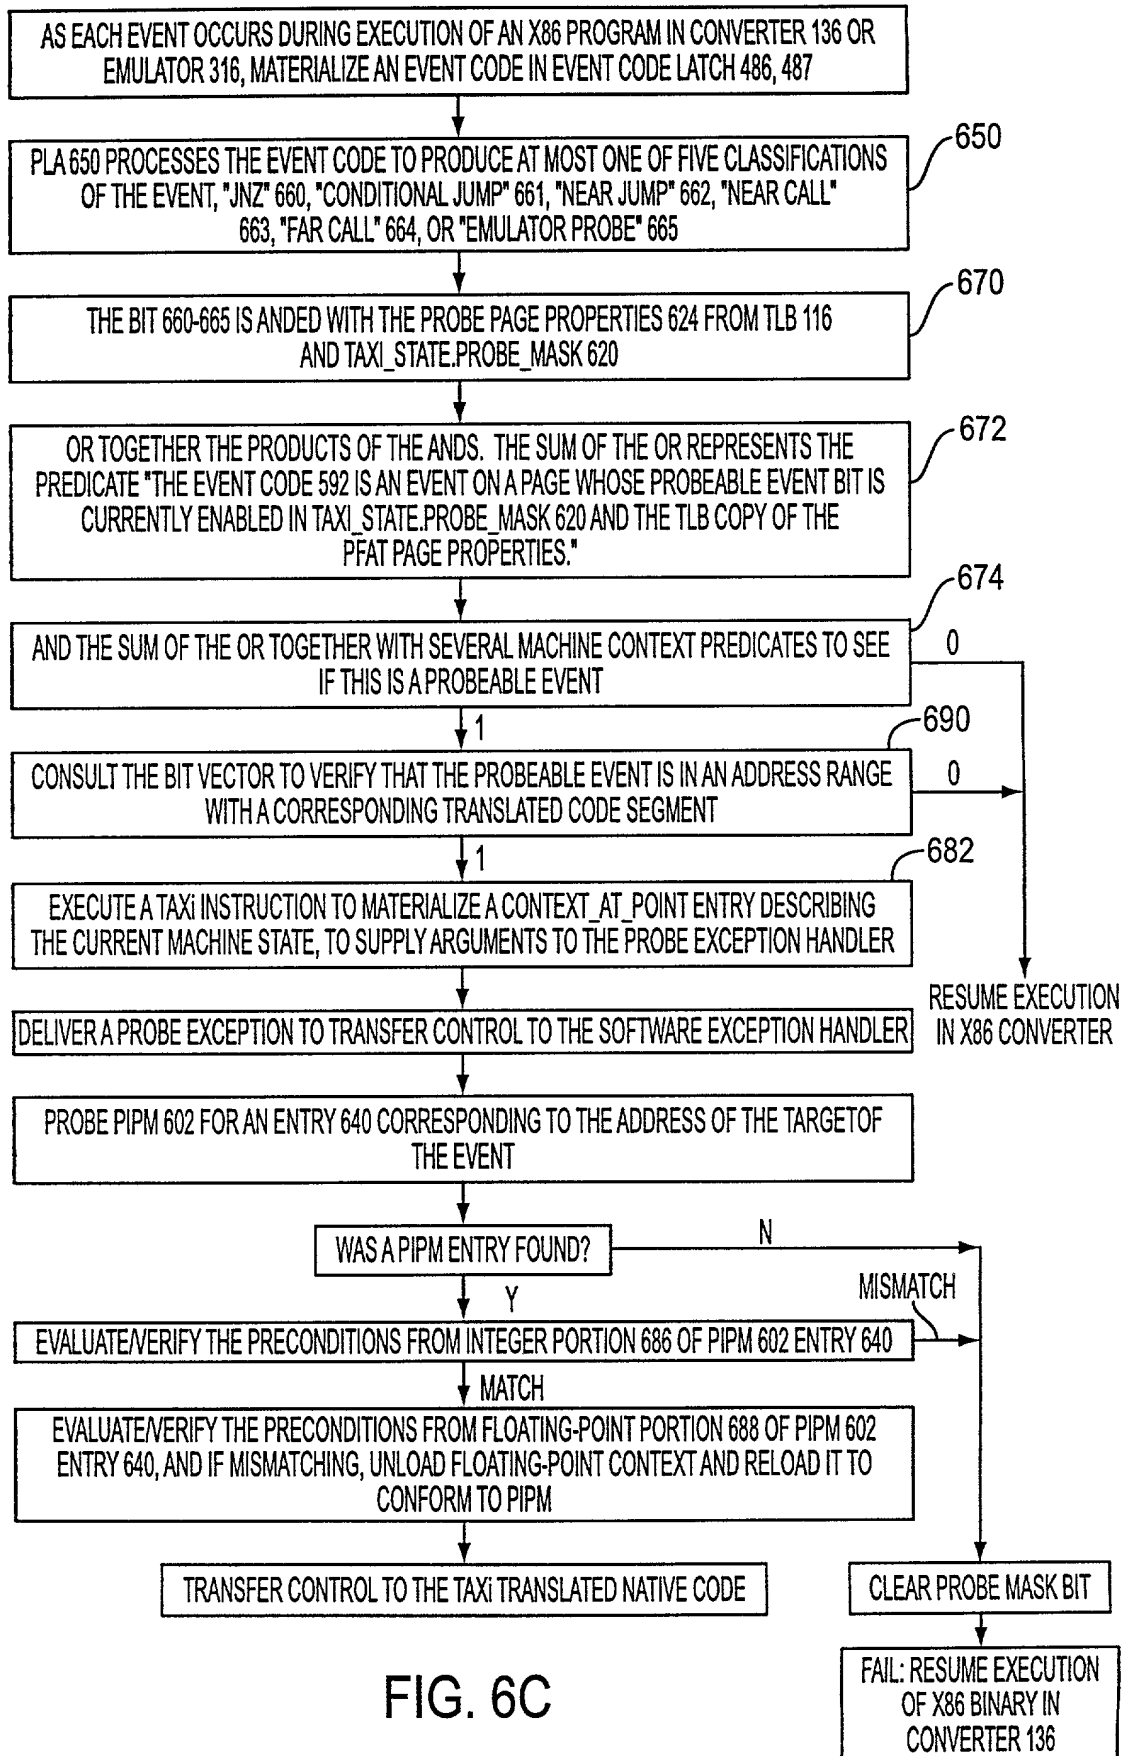 AS EACH EVENT OCCURS DURING EXECUTION OF AN X86 PROGRAM IN CONVERTER 136 OR
EMULATOR 316, MATERIALIZE AN EVENT CODE IN EVENT CODE LATCH 486, 487
650
PLA 650 PROCESSES THE EVENT CODE TO PRODUCE AT MOST ONE OF FIVE CLASSIFICATIONS
OF THE EVENT, "JNZ" 660, "CONDITIONAL JUMP" 661, "NEAR JUMP" 662, "NEAR CALL"
663, "FAR CALL" 664, OR "EMULATOR PROBE" 665
670
THE BIT 660-665 IS ANDED WITH THE PROBE PAGE PROPERTIES 624 FROM TLB 116
AND TAXI_STATE.PROBE_MASK 620
672
OR TOGETHER THE PRODUCTS OF THE ANDS. THE SUM OF THE OR REPRESENTS THE
PREDICATE "THE EVENT CODE 592 IS AN EVENT ON A PAGE WHOSE PROBEABLE EVENT BIT IS
CURRENTLY ENABLED IN TAXI_STATE.PROBE_MASK 620 AND THE TLB COPY OF THE
PFAT PAGE PROPERTIES."
674
AND THE SUM OF THE OR TOGETHER WITH SEVERAL MACHINE CONTEXT PREDICATES TO SEE
IF THIS IS A PROBEABLE EVENT
0
1
690
CONSULT THE BIT VECTOR TO VERIFY THAT THE PROBEABLE EVENT IS IN AN ADDRESS RANGE
WITH A CORRESPONDING TRANSLATED CODE SEGMENT
0
1
682
EXECUTE A TAXi INSTRUCTION TO MATERIALIZE A CONTEXT_AT_POINT ENTRY DESCRIBING
THE CURRENT MACHINE STATE, TO SUPPLY ARGUMENTS TO THE PROBE EXCEPTION HANDLER
RESUME EXECUTION
IN X86 CONVERTER
DELIVER A PROBE EXCEPTION TO TRANSFER CONTROL TO THE SOFTWARE EXCEPTION HANDLER
PROBE PIPM 602 FOR AN ENTRY 640 CORRESPONDING TO THE ADDRESS OF THE TARGETOF
THE EVENT
WAS A PIPM ENTRY FOUND?
N
Y
MISMATCH
EVALUATE/VERIFY THE PRECONDITIONS FROM INTEGER PORTION 686 OF PIPM 602 ENTRY 640
MATCH
EVALUATE/VERIFY THE PRECONDITIONS FROM FLOATING-POINT PORTION 688 OF PIPM 602
ENTRY 640, AND IF MISMATCHING, UNLOAD FLOATING-POINT CONTEXT AND RELOAD IT TO
CONFORM TO PIPM
TRANSFER CONTROL TO THE TAXi TRANSLATED NATIVE CODE
CLEAR PROBE MASK BIT
FAIL: RESUME EXECUTION
OF X86 BINARY IN
CONVERTER 136
FIG. 6C